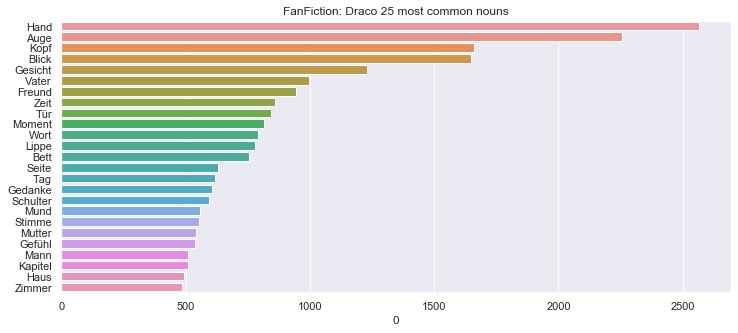 FanFiction: Draco 25 most common nouns
Hand
Auge
Kopf
Blick
Gesicht
Vater
Freund
Zeit
Tür
Moment
Wort
Lippe
Bett
Seite
Tag
Gedanke
Schulter
Mund
Stimme
Mutter
Gefühl
Mann
Kapitel
Haus
Zimmer
0 500 1000 1500 2000 2500
0